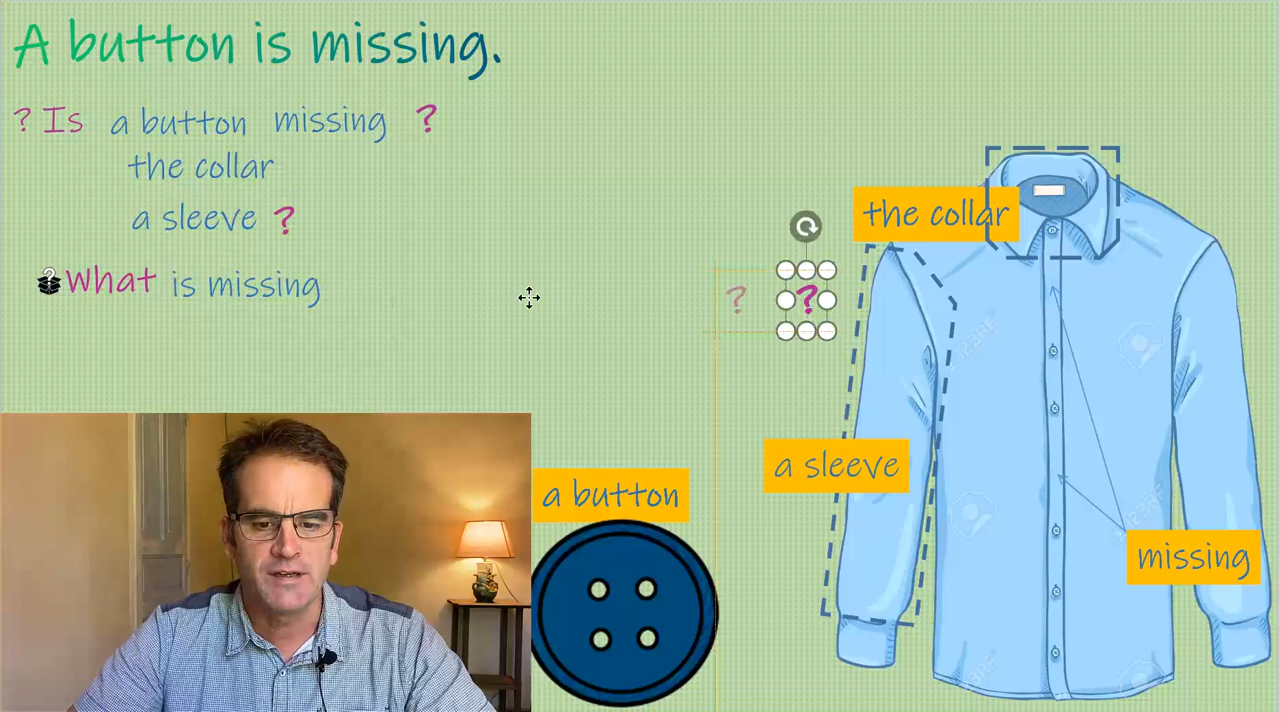 A button is missing.
? Is a button missing ?
the collar
a sleeve ?
What is missing
the collar
? ?
a sleeve
a button
missing